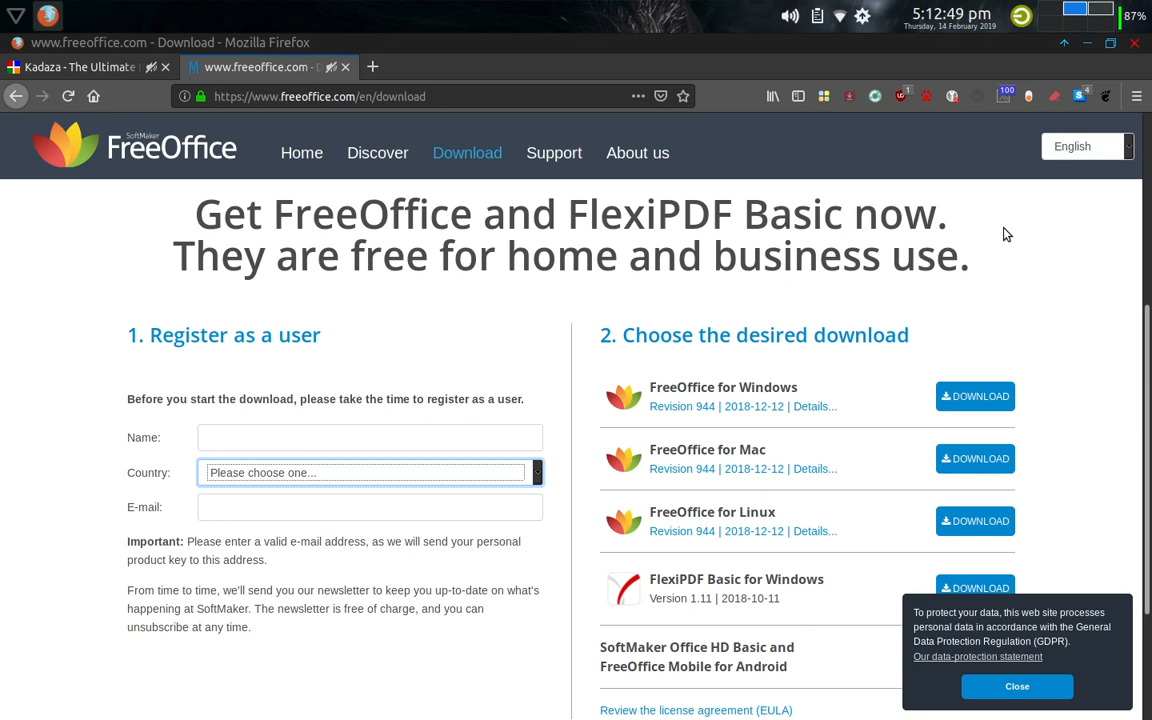 5:12:49 pm
Thursday, 14 February 2019
87%
www.freeoffice.com - Download - Mozilla Firefox
Kadaza - The Ultimate
www.freeoffice.com - D
https://www.freeoffice.com/en/download
1
100
4
SoftMaker
FreeOffice
Home
Discover
Download
Support
About us
English
Get FreeOffice and FlexiPDF Basic now.
They are free for home and business use.
1. Register as a user
Before you start the download, please take the time to register as a user.
Name:
Country:
Please choose one...
E-mail:
Important: Please enter a valid e-mail address, as we will send your personal
product key to this address.
From time to time, we'll send you our newsletter to keep you up-to-date on what's
happening at SoftMaker. The newsletter is free of charge, and you can
unsubscribe at any time.
2. Choose the desired download
FreeOffice for Windows
Revision 944 | 2018-12-12 | Details...
DOWNLOAD
FreeOffice for Mac
Revision 944 | 2018-12-12 | Details...
DOWNLOAD
FreeOffice for Linux
Revision 944 | 2018-12-12 | Details...
DOWNLOAD
FlexiPDF Basic for Windows
Version 1.11 | 2018-10-11
DOWNLOAD
SoftMaker Office HD Basic and
FreeOffice Mobile for Android
Review the license agreement (EULA)
To protect your data, this web site processes
personal data in accordance with the General
Data Protection Regulation (GDPR).
Our data-protection statement
Close